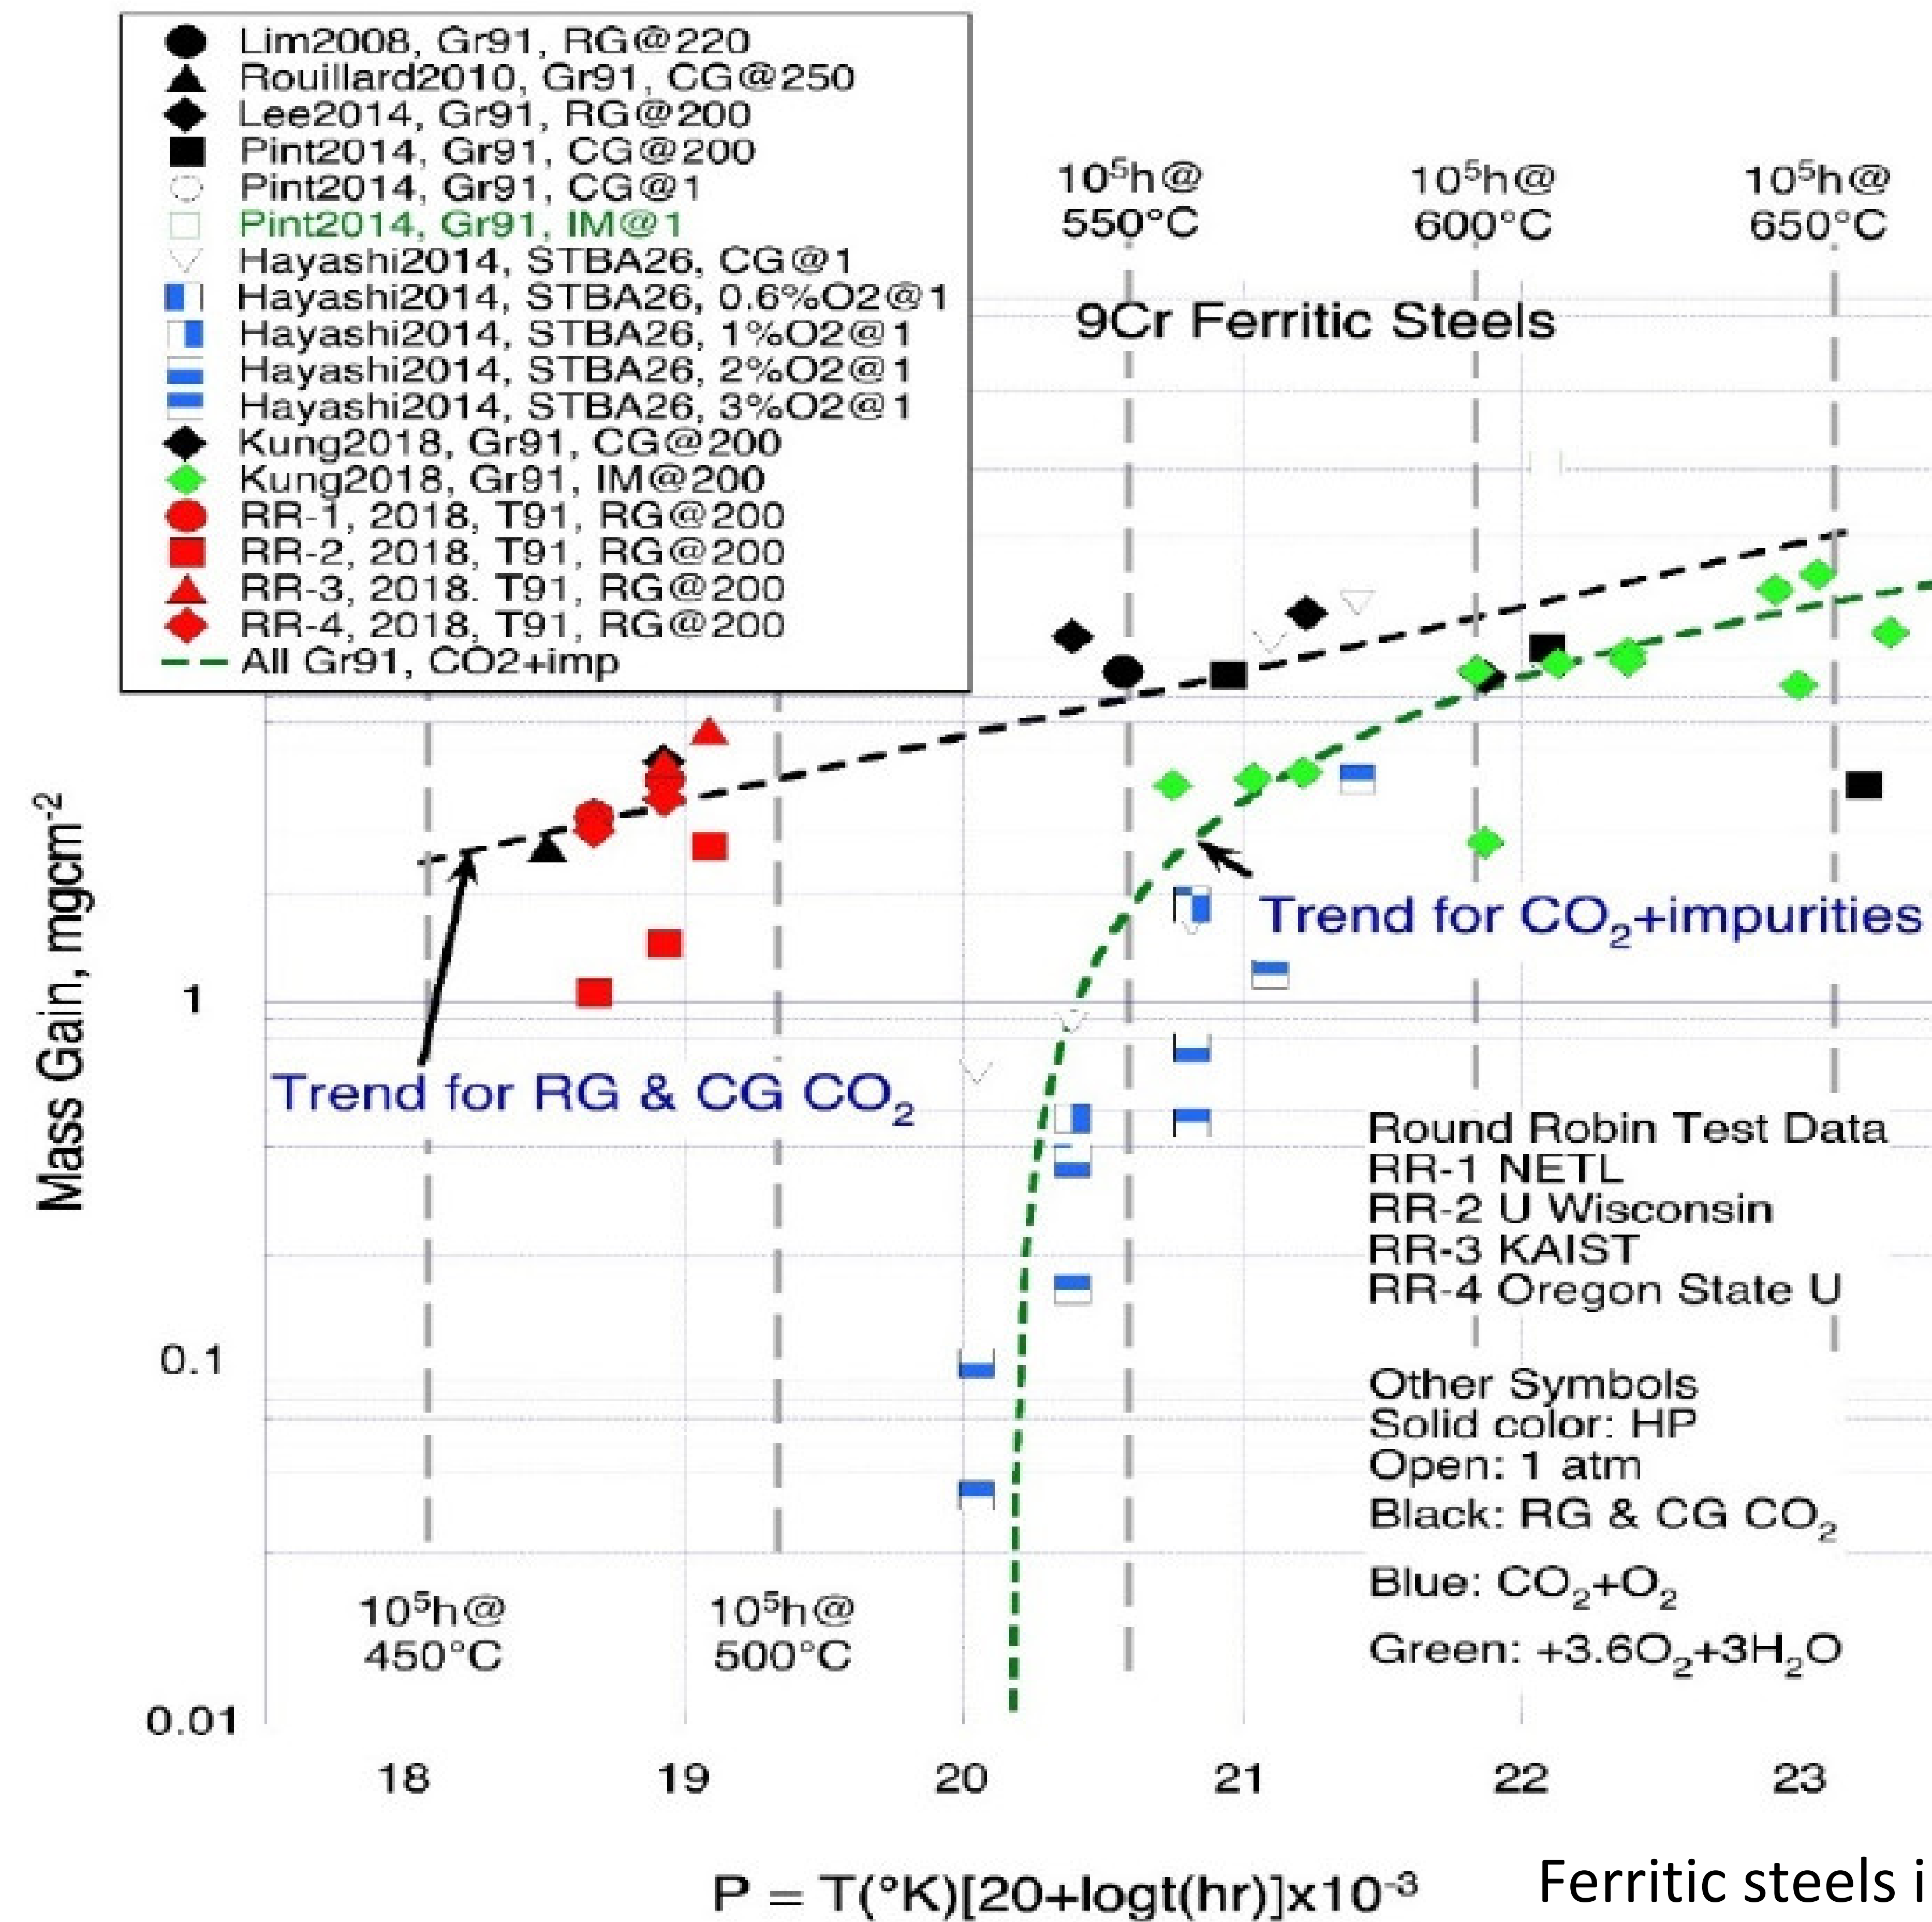 Lim2008, Gr91, RG@220
Rouillard2010, Gr91, CG@250
Lee2014, Gr91, RG@200
Pint2014, Gr91, CG@200
Pint2014, Gr91, CG@1
Pint2014, Gr91, IM@1
Hayashi2014, STBA26, CG@1
Hayashi2014, STBA26, 0.6%O2@1
Hayashi2014, STBA26, 1%O2@1
Hayashi2014, STBA26, 2%O2@1
Hayashi2014, STBA26, 3%O2@1
Kung2018, Gr91, CG@200
Kung2018, Gr91, IM@200
RR-1, 2018, T91, RG@200
RR-2, 2018, T91, RG@200
RR-3, 2018. T91, RG@200
RR-4, 2018, T91, RG@200
All Gr91, CO2+imp
10⁵h@
550°C
10⁵h@
600°C
10⁵h@
650°C
9Cr Ferritic Steels
Mass Gain, mgcm⁻²
1
0.1
0.01
Trend for CO₂+impurities
Trend for RG & CG CO₂
Round Robin Test Data
RR-1 NETL
RR-2 U Wisconsin
RR-3 KAIST
RR-4 Oregon State U
Other Symbols
Solid color: HP
Open: 1 atm
Black: RG & CG CO₂
Blue: CO₂+O₂
Green: +3.6O₂+3H₂O
10⁵h@
450°C
10⁵h@
500°C
18 19 20 21 22 23
P = T(°K)[20+logt(hr)]x10⁻³
Ferritic steels i